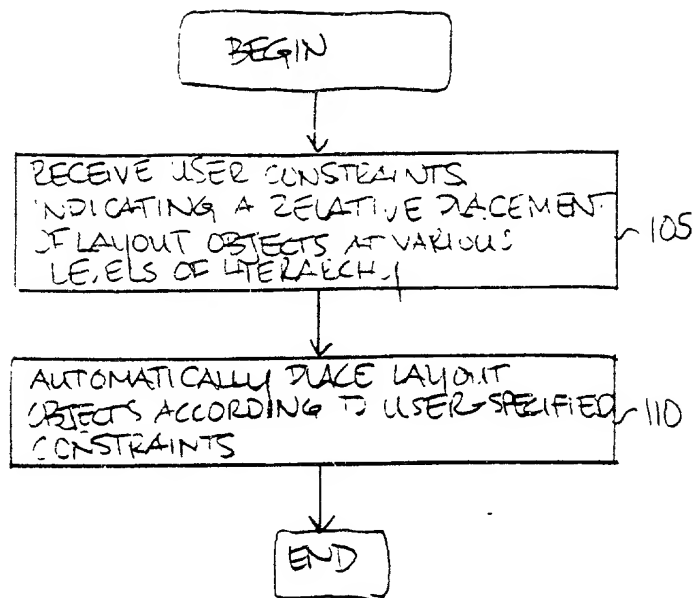 BEGIN
RECEIVE USER CONSTRAINTS
INDICATING A RELATIVE PLACEMENT
OF LAYOUT OBJECTS AT VARIOUS
LEVELS OF HIERARCHY
105
AUTOMATICALLY PLACE LAYOUT
OBJECTS ACCORDING TO USER-SPECIFIED
CONSTRAINTS
110
END